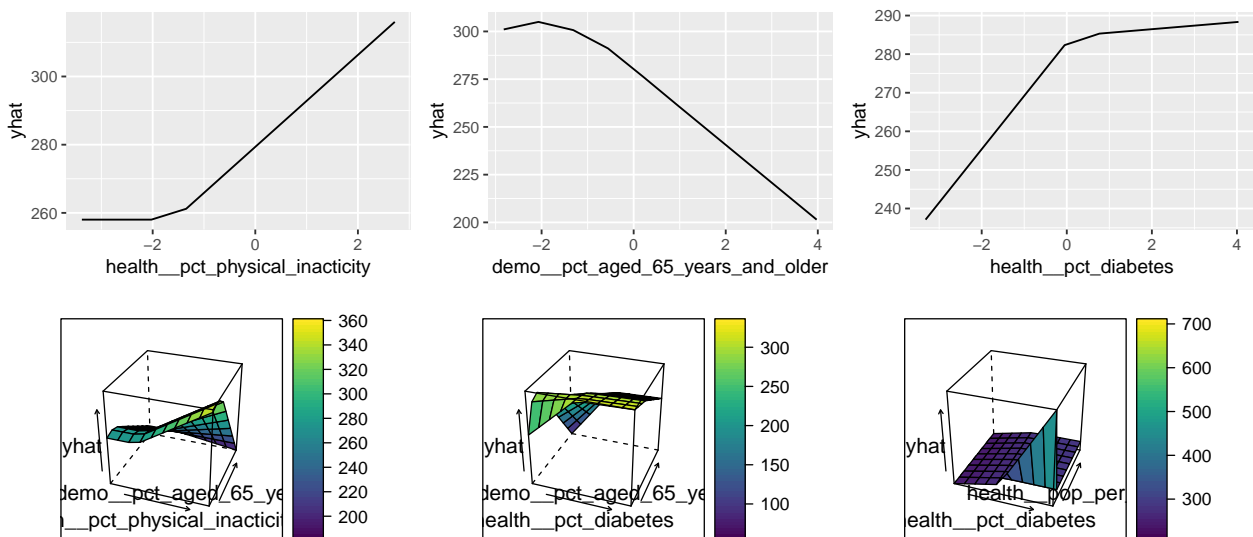 300
280
260
yhat
−2
0
2
health__pct_physical_inacticity
300
275
250
225
200
yhat
−2
0
2
4
demo__pct_aged_65_years_and_older
290
280
270
260
250
240
yhat
−2
0
2
4
health__pct_diabetes
yhat
demo__pct_aged_65_ye
h__pct_physical_inacticit
360
340
320
300
280
260
240
220
200
yhat
demo__pct_aged_65_ye
health__pct_diabetes
300
250
200
150
100
yhat
health__pop_per
health__pct_diabetes
700
600
500
400
300